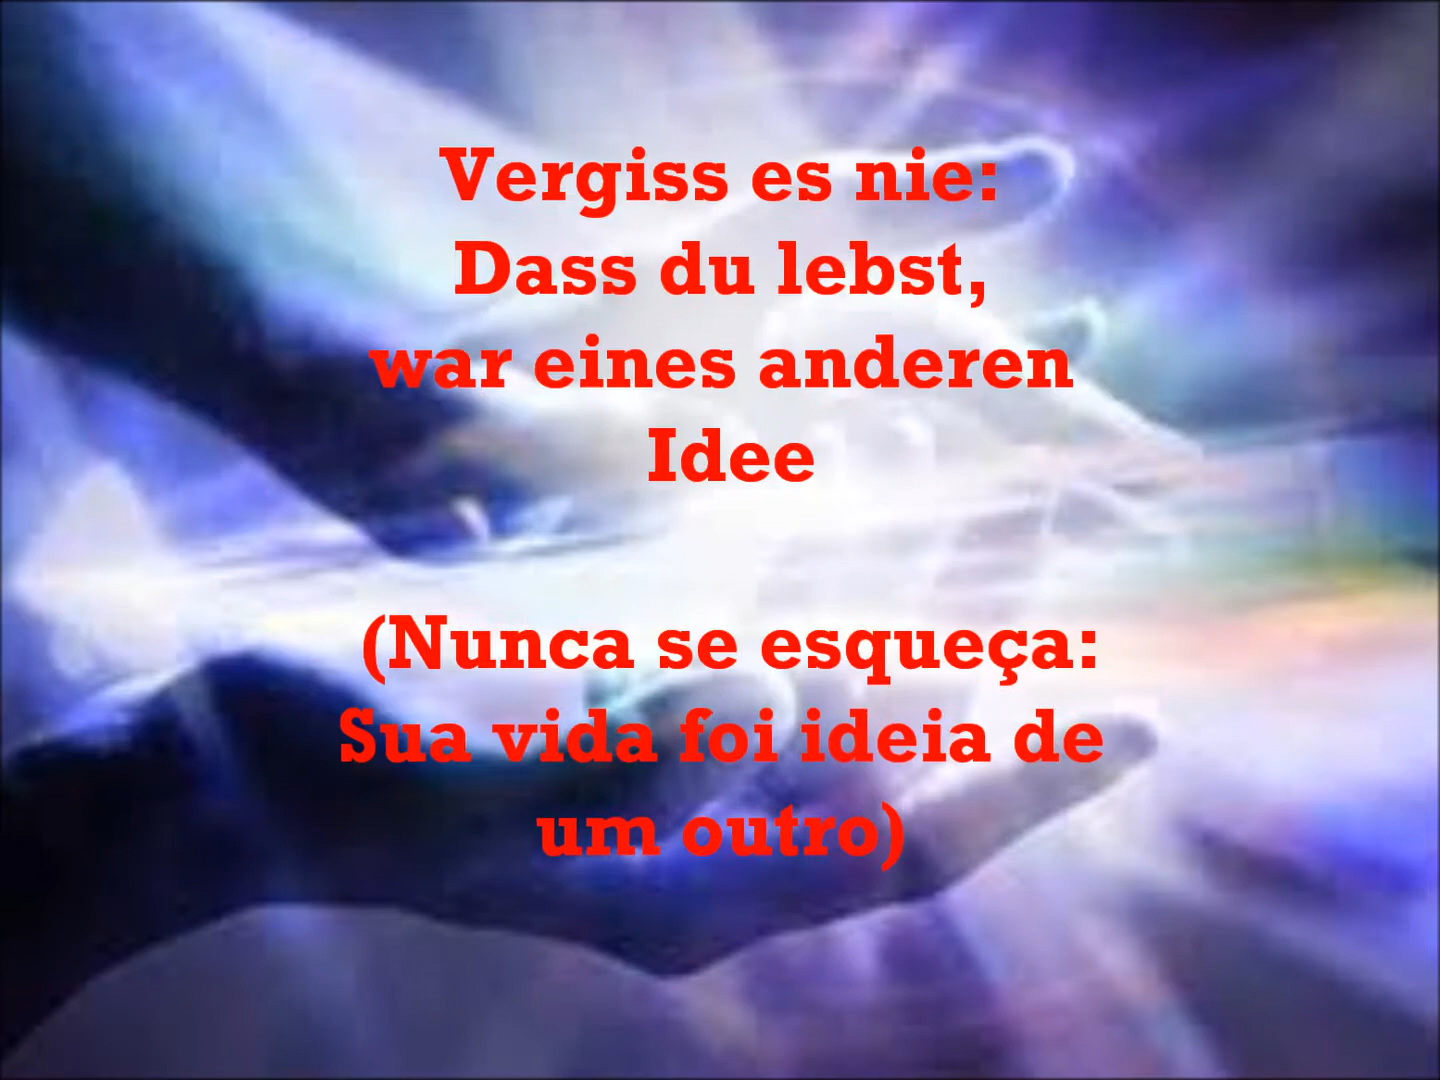 Vergiss es nie:
Dass du lebst,
war eines anderen
Idee
(Nunca se esqueça:
Sua vida foi ideia de
um outro)